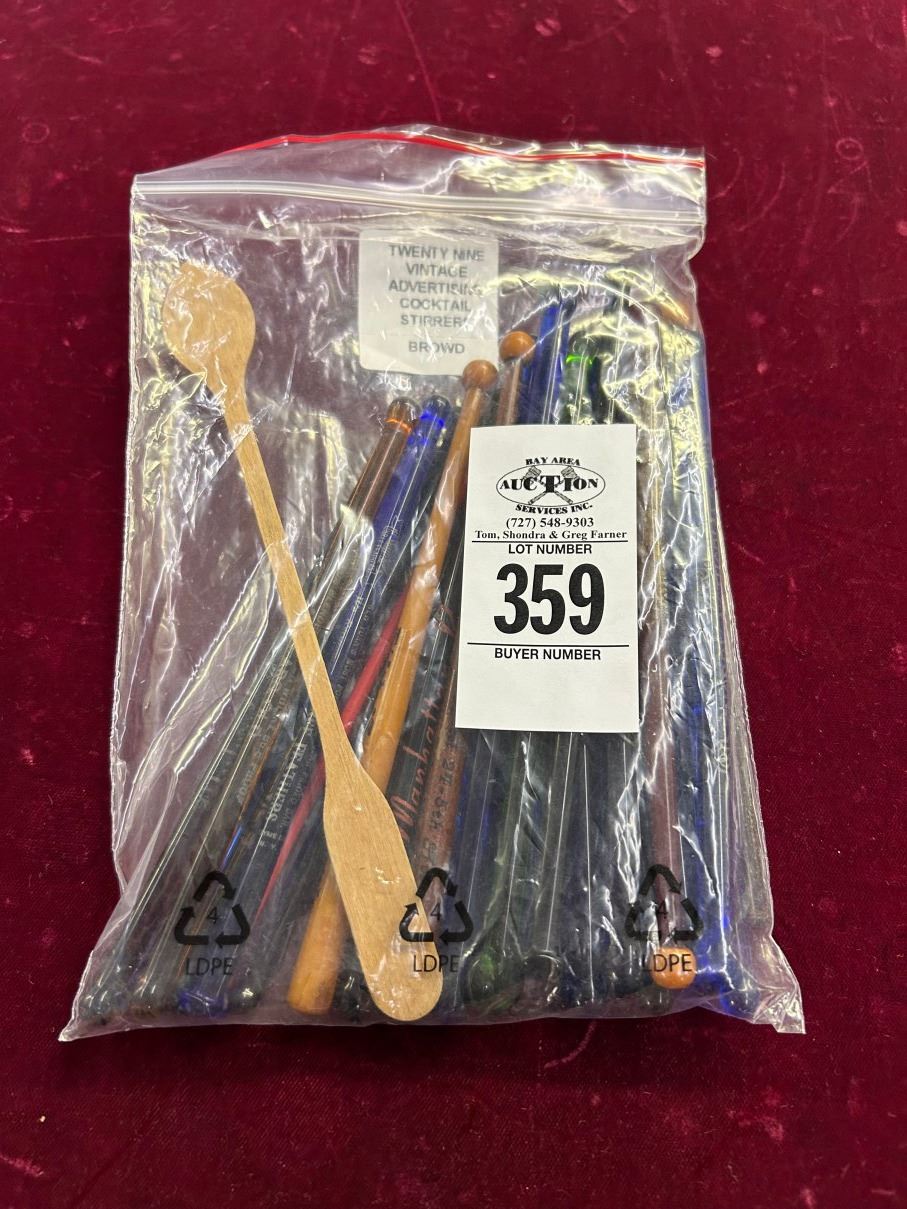 TWENTY NINE
VINTAGE
ADVERTISING
COCKTAIL
STIRRERS
BROWD
BAY AREA
AUCTION
SERVICES INC.
(727) 548-9303
Tom, Shondra & Greg Farner
LOT NUMBER
359
BUYER NUMBER
Manhatt
4
LDPE
4
LDPE
4
LDPE